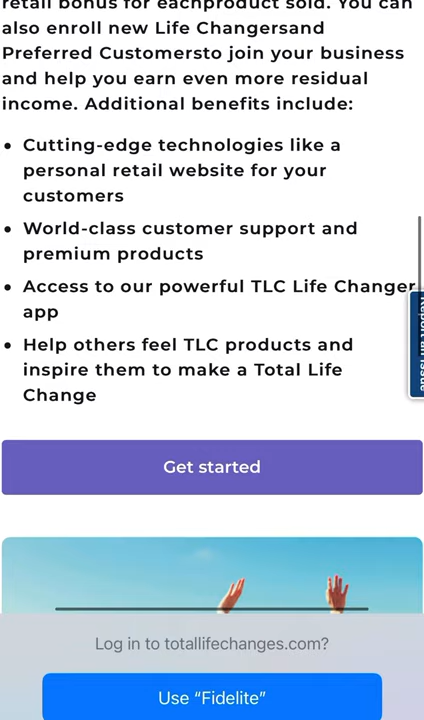 retail bonus for eachproduct sold. You can
also enroll new Life Changersand
Preferred Customersto join your business
and help you earn even more residual
income. Additional benefits include:
• Cutting-edge technologies like a
personal retail website for your
customers
• World-class customer support and
premium products
• Access to our powerful TLC Life Changer
app
• Help others feel TLC products and
inspire them to make a Total Life
Change
Report an Issue
Get started
Log in to totallifechanges.com?
Use “Fidelite”